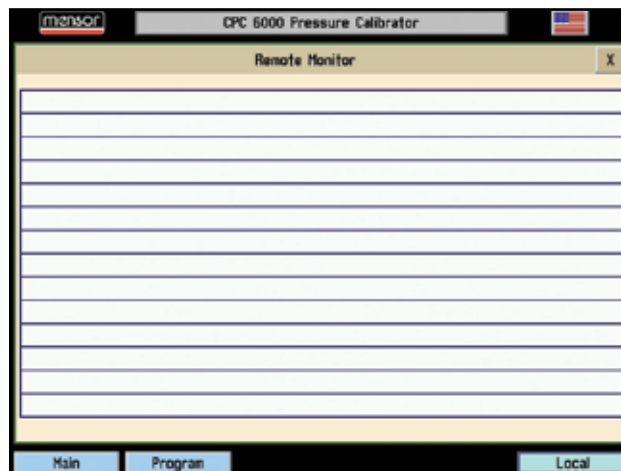 mensor
CPC 6000 Pressure Calibrator
Remote Monitor
X
Main
Program
Local